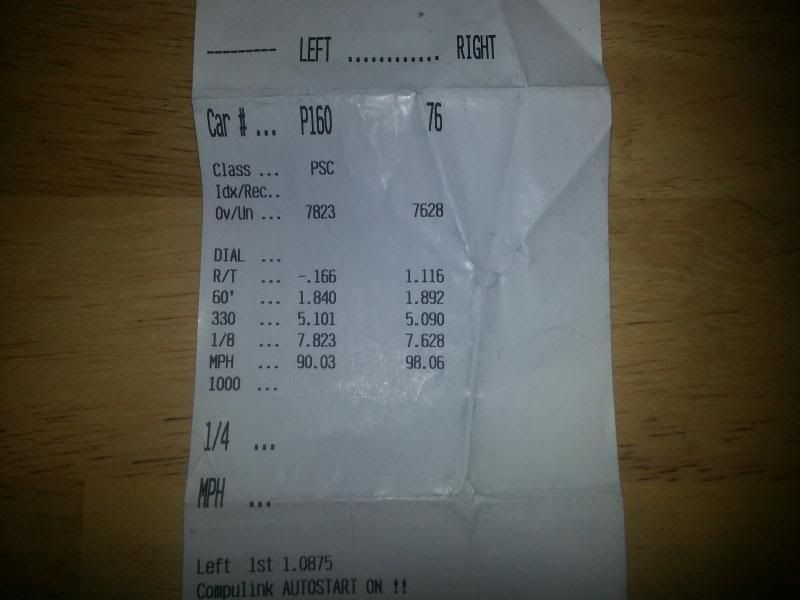 --------- LEFT ............ RIGHT
Car # ... P160 76
Class ... PSC
Idx/Rec..
Ov/Un ... 7823 7628
DIAL ...
R/T ... -.166 1.116
60' ... 1.840 1.892
330 ... 5.101 5.090
1/8 ... 7.823 7.628
MPH ... 90.03 98.06
1000 ...
1/4 ...
MPH ...
Left 1st 1.0875
Compulink AUTOSTART ON !!